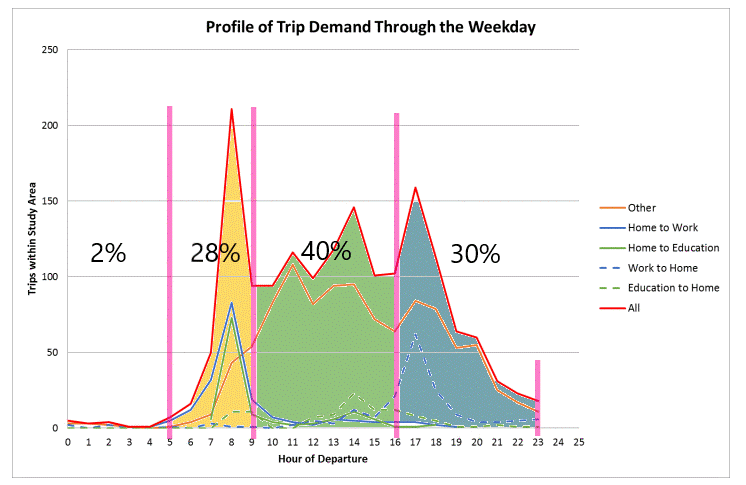 Profile of Trip Demand Through the Weekday
250
200
150
100
50
0
Trips within Study Area
2%
28%
40%
30%
0 1 2 3 4 5 6 7 8 9 10 11 12 13 14 15 16 17 18 19 20 21 22 23 25
Hour of Departure
Other
Home to Work
Home to Education
Work to Home
Education to Home
All